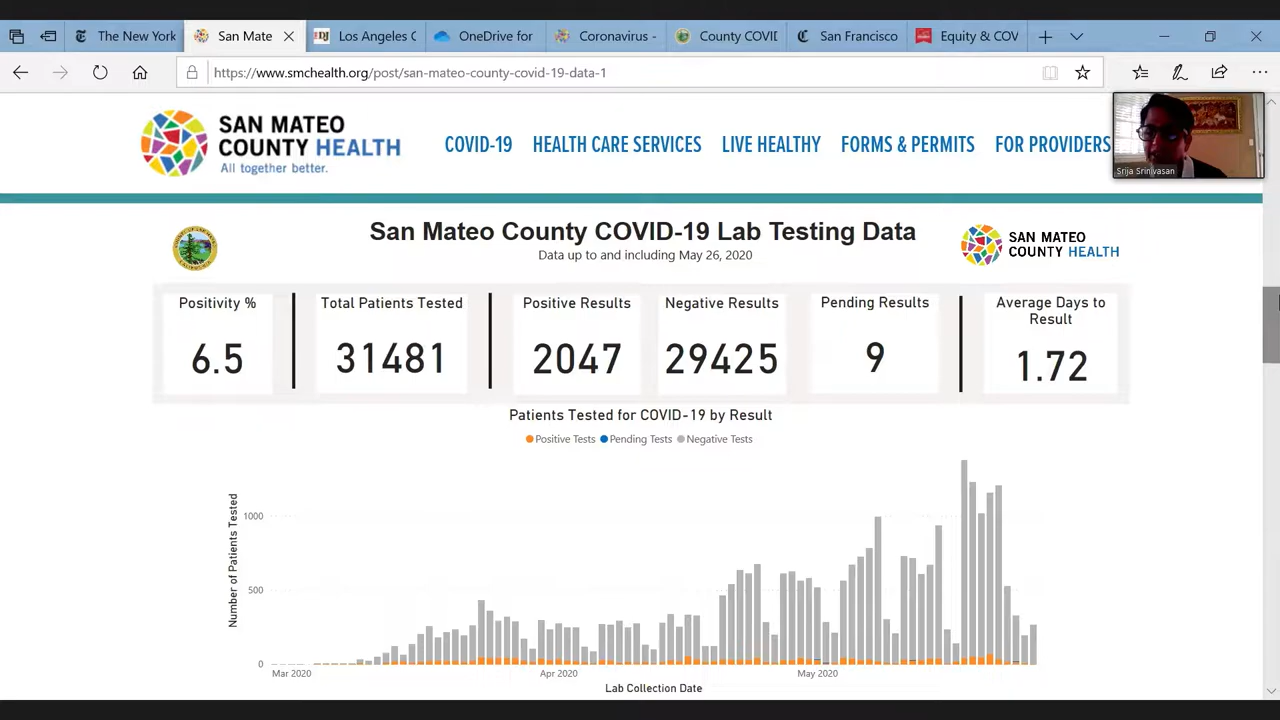 The New York
San Mate
Los Angeles C
OneDrive for
Coronavirus -
County COVID
San Francisco
Equity & COV
https://www.smchealth.org/post/san-mateo-county-covid-19-data-1
SAN MATEO
COUNTY HEALTH
All together better.
COVID-19
HEALTH CARE SERVICES
LIVE HEALTHY
FORMS & PERMITS
FOR PROVIDERS
Srija Srinivasan
San Mateo County COVID-19 Lab Testing Data
Data up to and including May 26, 2020
SAN MATEO
COUNTY HEALTH
Positivity %
6.5
Total Patients Tested
31481
Positive Results
2047
Negative Results
29425
Pending Results
9
Average Days to
Result
1.72
Patients Tested for COVID-19 by Result
Positive Tests
Pending Tests
Negative Tests
Number of Patients Tested
1000
500
0
Mar 2020
Apr 2020
May 2020
Lab Collection Date